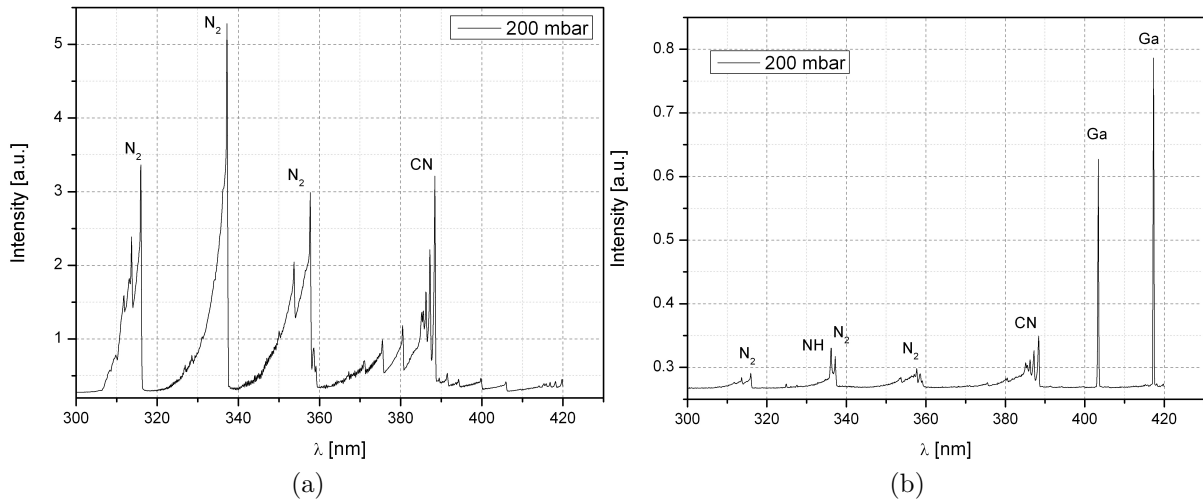 N₂
N₂
N₂
CN
200 mbar
5
4
3
2
1
Intensity [a.u.]
300 320 340 360 380 400 420
λ [nm]
(a)
Ga
Ga
200 mbar
N₂
NH
N₂
N₂
CN
0.8
0.7
0.6
0.5
0.4
0.3
Intensity [a.u.]
300 320 340 360 380 400 420
λ [nm]
(b)